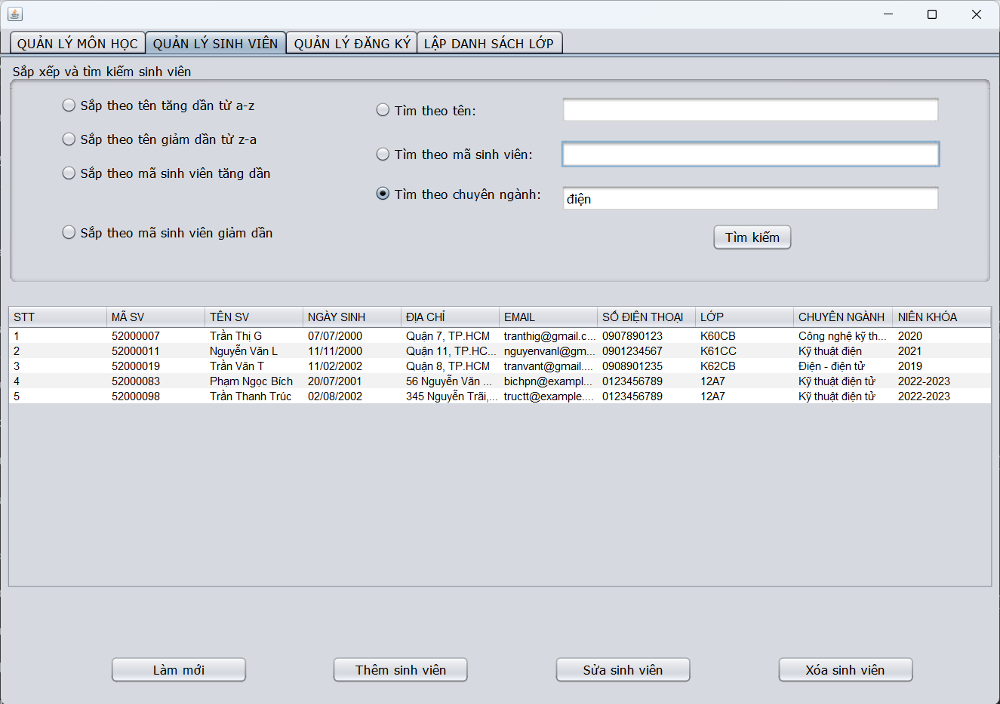 QUẢN LÝ MÔN HỌC QUẢN LÝ SINH VIÊN QUẢN LÝ ĐĂNG KÝ LẬP DANH SÁCH LỚP
Sắp xếp và tìm kiếm sinh viên
Sắp theo tên tăng dần từ a-z
Sắp theo tên giảm dần từ z-a
Sắp theo mã sinh viên tăng dần
Sắp theo mã sinh viên giảm dần
Tìm theo tên:
Tìm theo mã sinh viên:
Tìm theo chuyên ngành: điện
Tìm kiếm
STT MÃ SV TÊN SV NGÀY SINH ĐỊA CHỈ EMAIL SỐ ĐIỆN THOẠI LỚP CHUYÊN NGÀNH NIÊN KHÓA
1 52000007 Trần Thị G 07/07/2000 Quận 7, TP.HCM tranthig@gmail.c... 0907890123 K60CB Công nghệ kỹ th... 2020
2 52000011 Nguyễn Văn L 11/11/2000 Quận 11, TP.HC... nguyenvanl@gm... 0901234567 K61CC Kỹ thuật điện 2021
3 52000019 Trần Văn T 11/02/2002 Quận 8, TP.HCM tranvant@gmail.... 0908901235 K62CB Điện - điện tử 2019
4 52000083 Phạm Ngọc Bích 20/07/2001 56 Nguyễn Văn ... bichpn@exampl... 0123456789 12A7 Kỹ thuật điện tử 2022-2023
5 52000098 Trần Thanh Trúc 02/08/2002 345 Nguyễn Trãi,... tructt@example.... 0123456789 12A7 Kỹ thuật điện tử 2022-2023
Làm mới Thêm sinh viên Sửa sinh viên Xóa sinh viên